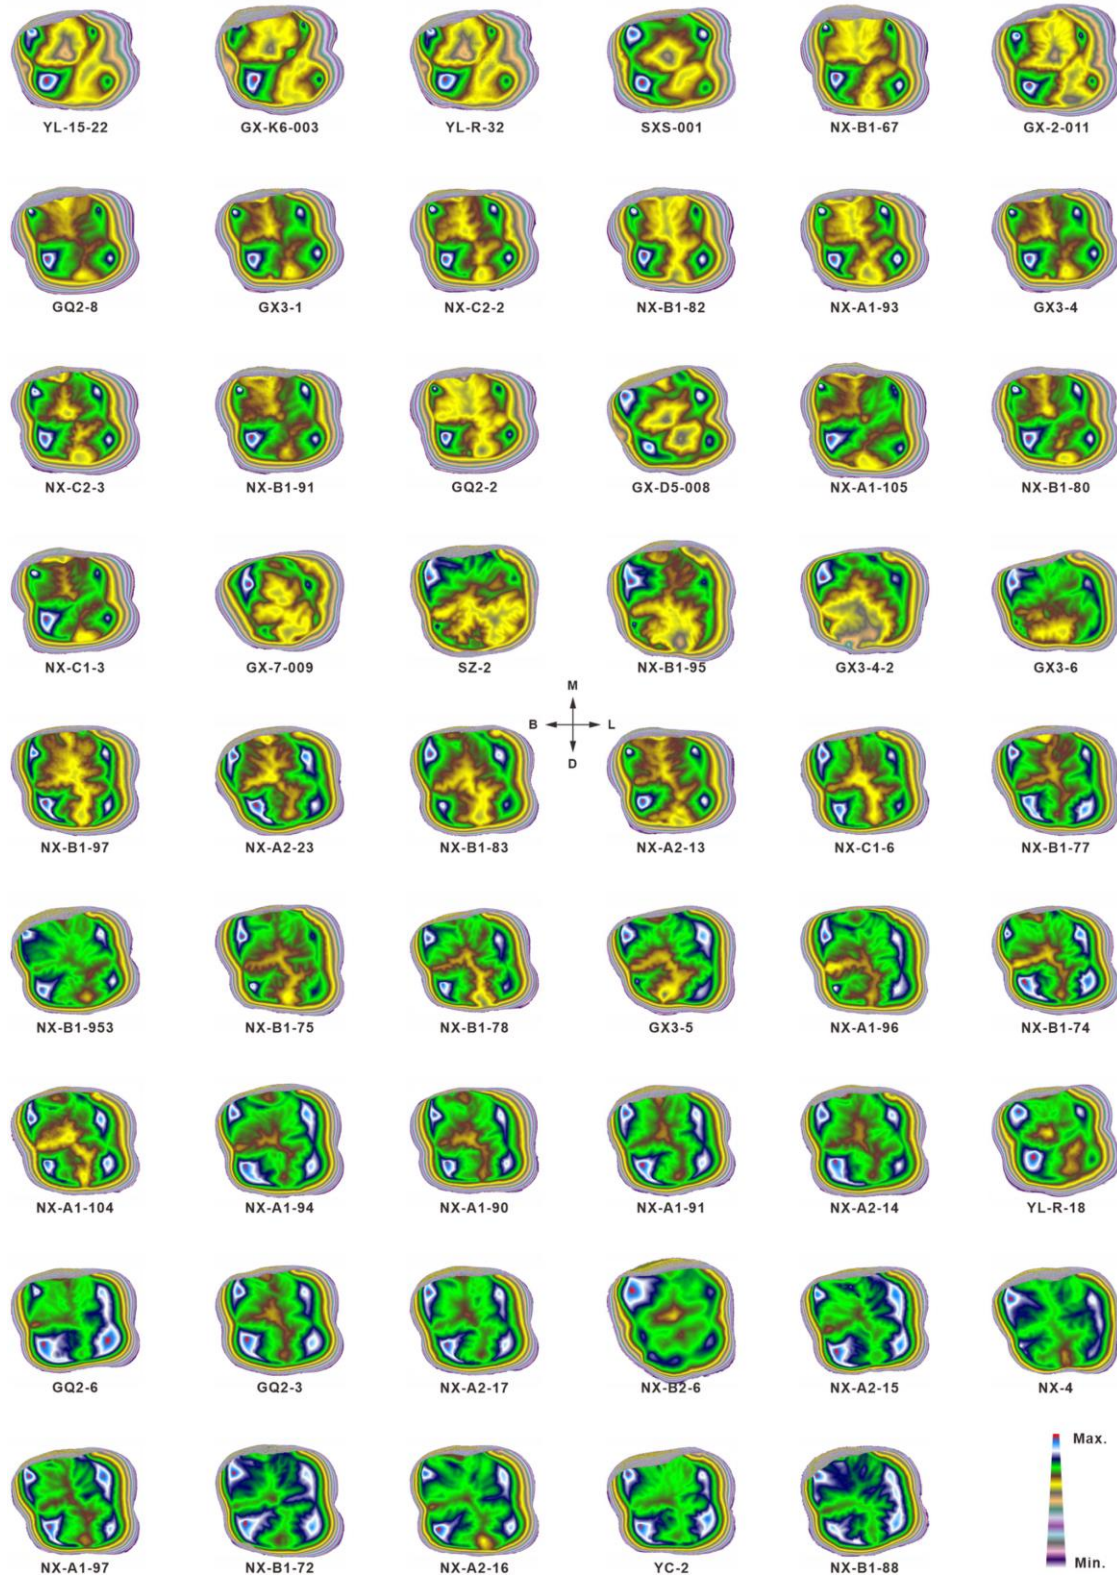 YL-15-22 GX-K6-003 YL-R-32 SXS-001 NX-B1-67 GX-2-011
GQ2-8 GX3-1 NX-C2-2 NX-B1-82 NX-A1-93 GX3-4
NX-C2-3 NX-B1-91 GQ2-2 GX-D5-008 NX-A1-105 NX-B1-80
NX-C1-3 GX-7-009 SZ-2 NX-B1-95 GX3-4-2 GX3-6
M
B L
D
NX-B1-97 NX-A2-23 NX-B1-83 NX-A2-13 NX-C1-6 NX-B1-77
NX-B1-953 NX-B1-75 NX-B1-78 GX3-5 NX-A1-96 NX-B1-74
NX-A1-104 NX-A1-94 NX-A1-90 NX-A1-91 NX-A2-14 YL-R-18
GQ2-6 GQ2-3 NX-A2-17 NX-B2-6 NX-A2-15 NX-4
Max.
Min.
NX-A1-97 NX-B1-72 NX-A2-16 YC-2 NX-B1-88